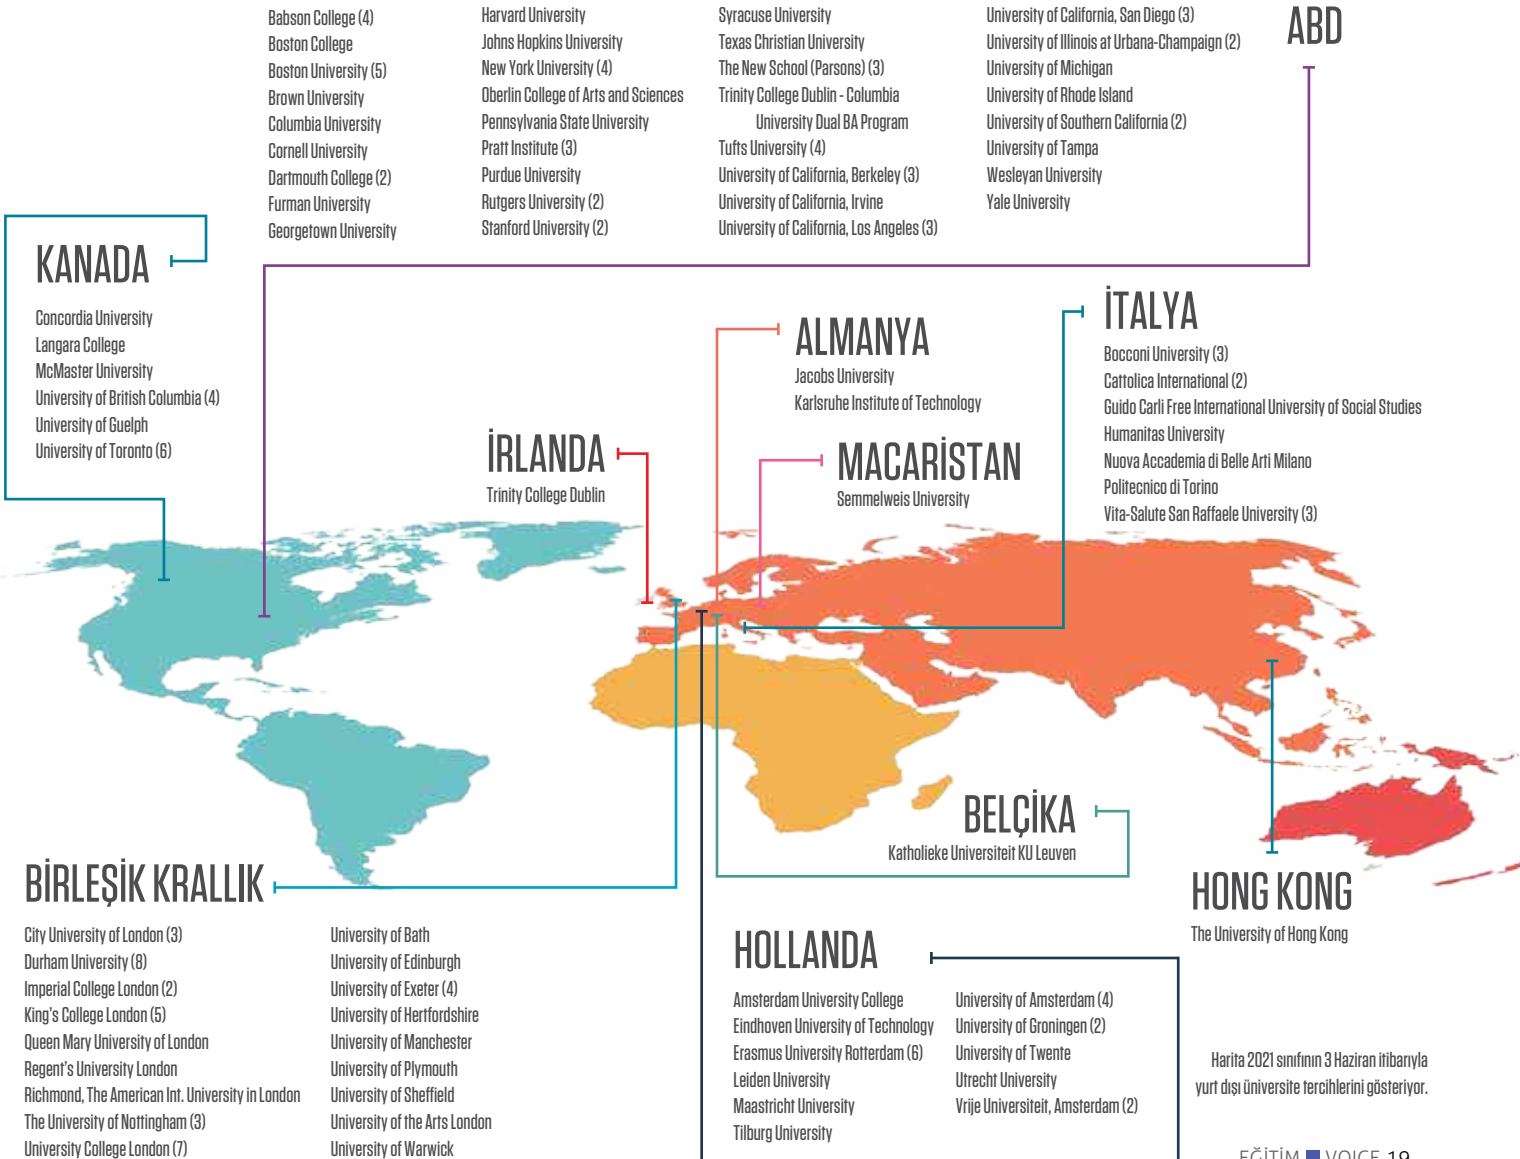 ABD
Babson College (4)
Boston College
Boston University (5)
Brown University
Columbia University
Cornell University
Dartmouth College (2)
Furman University
Georgetown University
Harvard University
Johns Hopkins University
New York University (4)
Oberlin College of Arts and Sciences
Pennsylvania State University
Pratt Institute (3)
Purdue University
Rutgers University (2)
Stanford University (2)
Syracuse University
Texas Christian University
The New School (Parsons) (3)
Trinity College Dublin - Columbia
University Dual BA Program
Tufts University (4)
University of California, Berkeley (3)
University of California, Irvine
University of California, Los Angeles (3)
University of California, San Diego (3)
University of Illinois at Urbana-Champaign (2)
University of Michigan
University of Rhode Island
University of Southern California (2)
University of Tampa
Wesleyan University
Yale University
KANADA
Concordia University
Langara College
McMaster University
University of British Columbia (4)
University of Guelph
University of Toronto (6)
İRLANDA
Trinity College Dublin
ALMANYA
Jacobs University
Karlsruhe Institute of Technology
MACARİSTAN
Semmelweis University
İTALYA
Bocconi University (3)
Cattolica International (2)
Guido Carli Free International University of Social Studies
Humanitas University
Nuova Accademia di Belle Arti Milano
Politecnico di Torino
Vita-Salute San Raffaele University (3)
BELÇİKA
Katholieke Universiteit KU Leuven
HONG KONG
The University of Hong Kong
BİRLEŞİK KRALLIK
City University of London (3)
Durham University (8)
Imperial College London (2)
King's College London (5)
Queen Mary University of London
Regent's University London
Richmond, The American Int. University in London
The University of Nottingham (3)
University College London (7)
University of Bath
University of Edinburgh
University of Exeter (4)
University of Hertfordshire
University of Manchester
University of Plymouth
University of Sheffield
University of the Arts London
University of Warwick
HOLLANDA
Amsterdam University College
Eindhoven University of Technology
Erasmus University Rotterdam (6)
Leiden University
Maastricht University
Tilburg University
University of Amsterdam (4)
University of Groningen (2)
University of Twente
Utrecht University
Vrije Universiteit, Amsterdam (2)
Harita 2021 sınıfının 3 Haziran itibarıyla
yurt dışı üniversite tercihlerini gösteriyor.
EĞİTİM VOICE 19